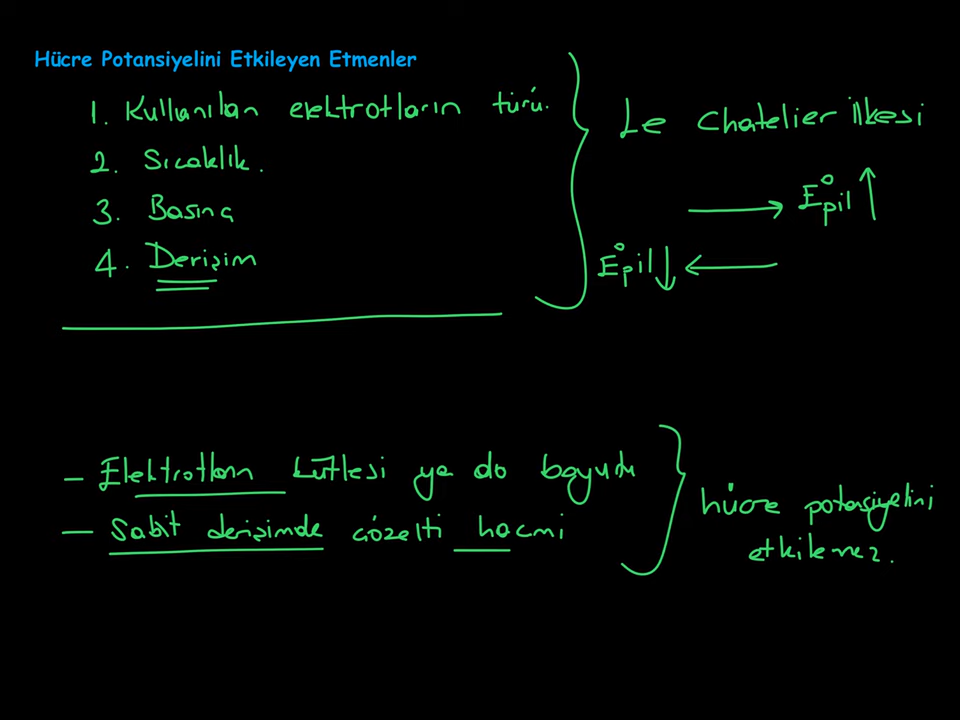 Hücre Potansiyelini Etkileyen Etmenler
1. Kullanılan elektrotların türü.
2. Sıcaklık.
3. Basınç
4. Derişim
Le Chatelier İlkesi
→ E°pil ↑
E°pil ↓ ←
– Elektrotların kütlesi ya da boyutu
– Sabit derişimde çözelti hacmi
hücre potansiyelini
etkilemez.